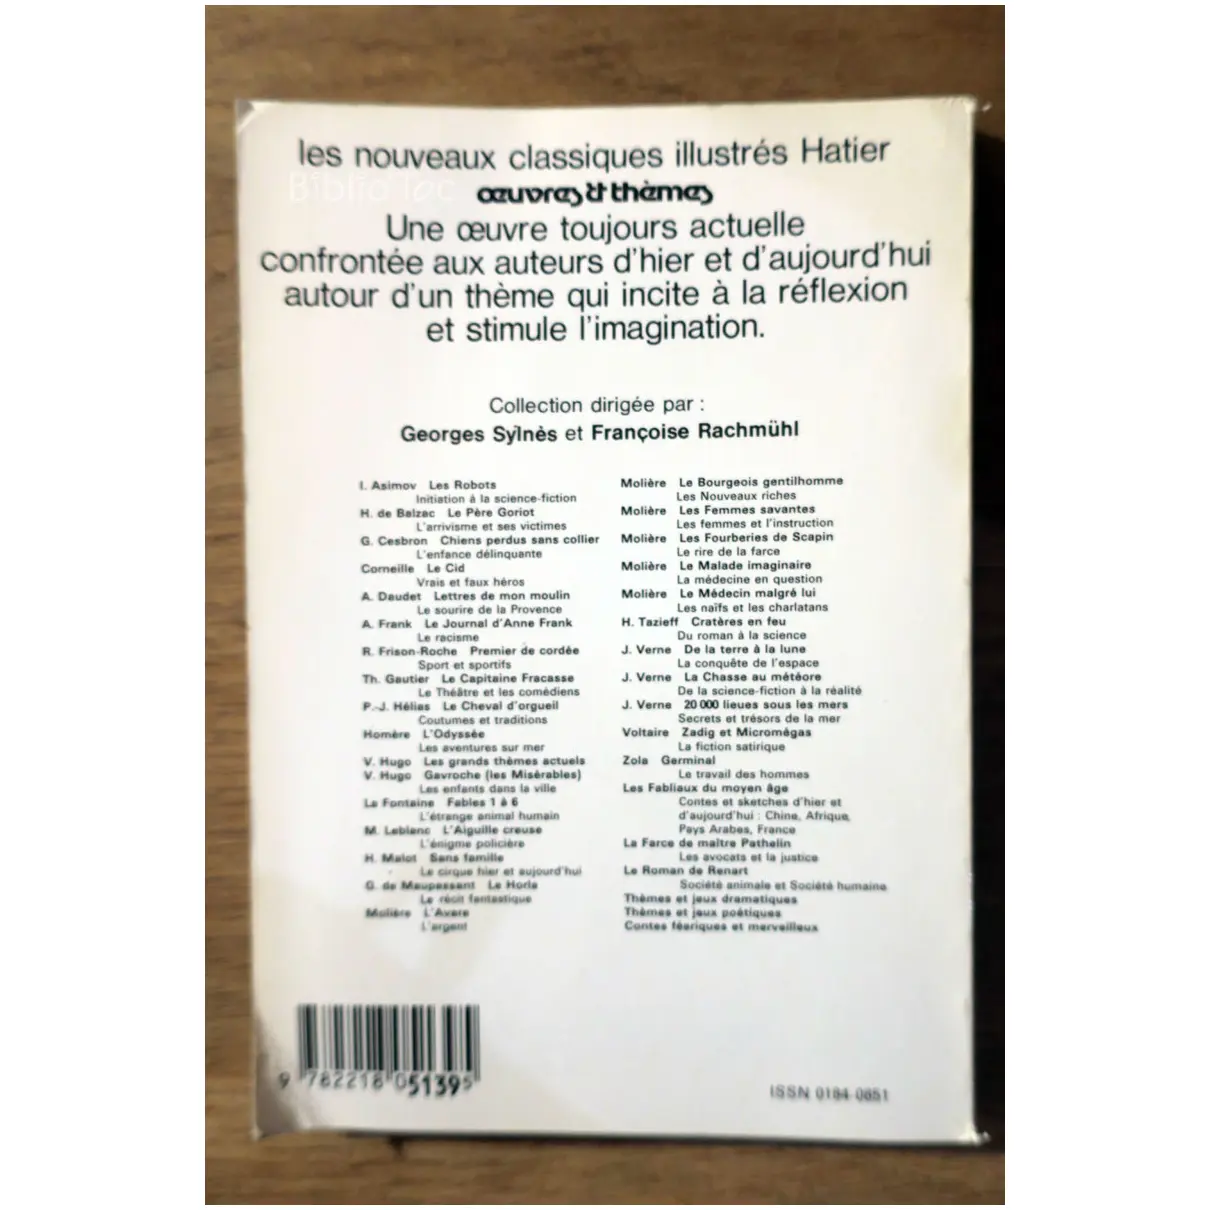 les nouveaux classiques illustrés Hatier
Biblio
œuvres & thèmes
Une œuvre toujours actuelle
confrontée aux auteurs d'hier et d'aujourd'hui
autour d'un thème qui incite à la réflexion
et stimule l'imagination.
Collection dirigée par :
Georges Sylnès et Françoise Rachmühl
I. Asimov Les Robots
Initiation à la science-fiction
H. de Balzac Le Père Goriot
L'arrivisme et ses victimes
G. Cesbron Chiens perdus sans collier
L'enfance délinquante
Corneille Le Cid
Vrais et faux héros
A. Daudet Lettres de mon moulin
Le sourire de la Provence
A. Frank Le Journal d'Anne Frank
Le racisme
R. Frison-Roche Premier de cordée
Sport et sportifs
Th. Gautier Le Capitaine Fracasse
Le Théâtre et les comédiens
P.-J. Hélias Le Cheval d'orgueil
Coutumes et traditions
Homère L'Odyssée
Les aventures sur mer
V. Hugo Les grands thèmes actuels
V. Hugo Gavroche (les Misérables)
Les enfants dans la ville
La Fontaine Fables 1 à 6
L'étrange animal humain
M. Leblanc L'Aiguille creuse
L'énigme policière
H. Malot Sans famille
Le cirque hier et aujourd'hui
G. de Maupassant Le Horla
Le récit fantastique
Molière L'Avare
L'argent
Molière Le Bourgeois gentilhomme
Les Nouveaux riches
Molière Les Femmes savantes
Les femmes et l'instruction
Molière Les Fourberies de Scapin
Le rire de la farce
Molière Le Malade imaginaire
La médecine en question
Molière Le Médecin malgré lui
Les naïfs et les charlatans
H. Tazieff Cratères en feu
Du roman à la science
J. Verne De la terre à la lune
La conquête de l'espace
J. Verne La Chasse au météore
De la science-fiction à la réalité
J. Verne 20 000 lieues sous les mers
Secrets et trésors de la mer
Voltaire Zadig et Micromégas
La fiction satirique
Zola Germinal
Le travail des hommes
Les Fabliaux du moyen âge
Contes et sketches d'hier et
d'aujourd'hui : Chine, Afrique,
Pays Arabes, France
La Farce de maître Pathelin
Les avocats et la justice
Le Roman de Renart
Société animale et Société humaine
Thèmes et jeux dramatiques
Thèmes et jeux poétiques
Contes féeriques et merveilleux
9 782218 051395
ISSN 0184-0851